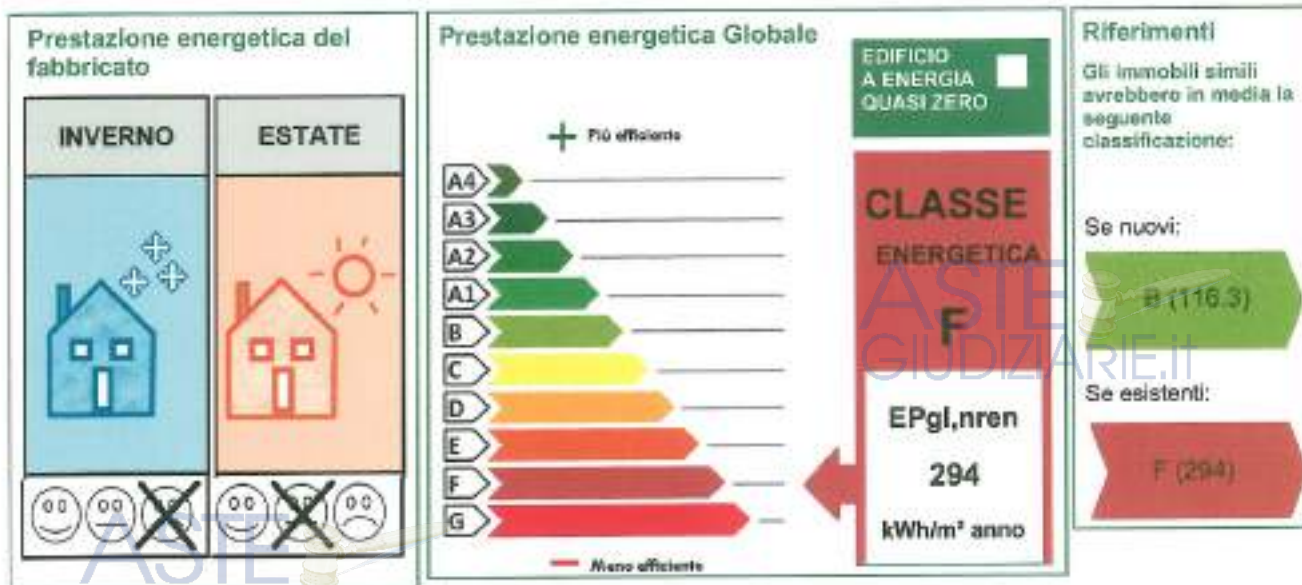 Prestazione energetica del
fabbricato
INVERNO
ESTATE
Prestazione energetica Globale
EDIFICIO
A ENERGIA
QUASI ZERO
Più efficiente
A4
A3
A2
A1
B
C
D
E
F
G
Meno efficiente
CLASSE
ENERGETICA
F
EPgl,nren
294
kWh/m² anno
Riferimenti
Gli immobili simili
avrebbero in media la
seguente
classificazione:
Se nuovi:
B (116.3)
Se esistenti:
F (294)
ASTE
GIUDIZIARIE.it
ASTE